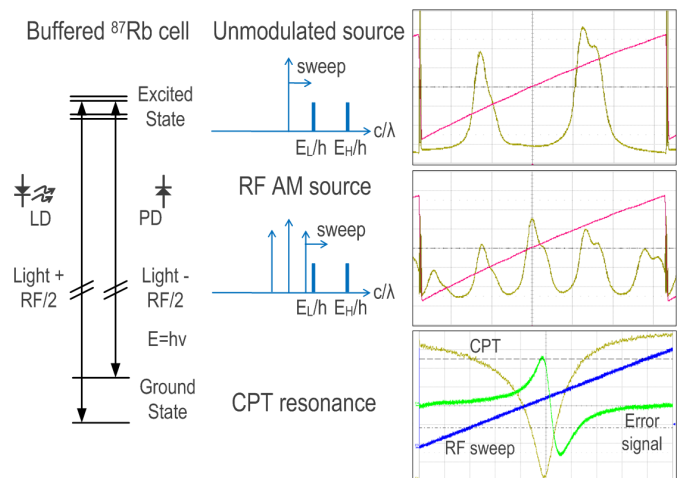 Buffered ⁸⁷Rb cell
Unmodulated source
sweep
Excited
State
c/λ
E_L/h
E_H/h
RF AM source
LD
PD
sweep
Light +
RF/2
Light -
RF/2
c/λ
E_L/h
E_H/h
E=hν
CPT
Ground
State
CPT resonance
RF sweep
Error
signal